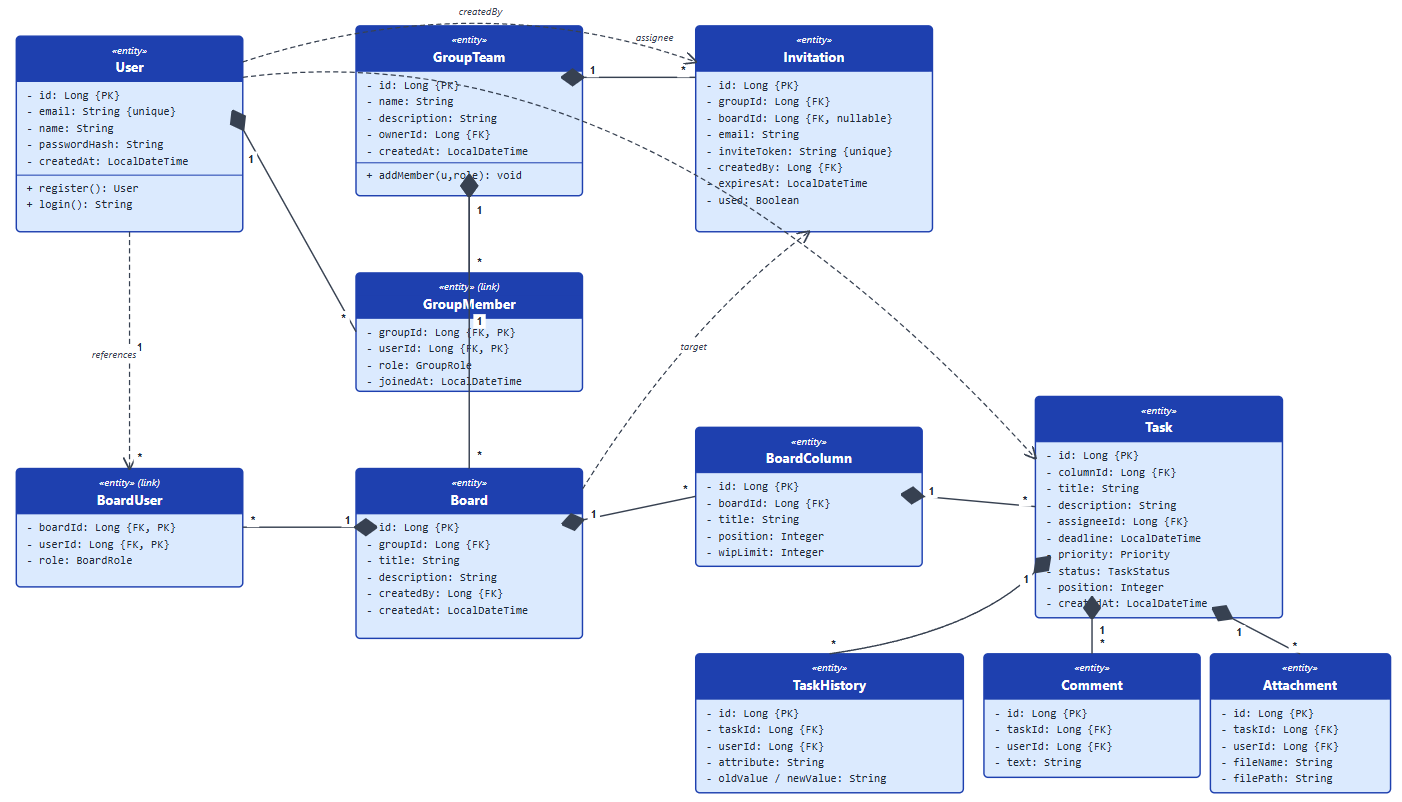 createdBy
assignee
«entity»
User
- id: Long {PK}
- email: String {unique}
- name: String
- passwordHash: String
- createdAt: LocalDateTime
+ register(): User
+ login(): String
«entity»
GroupTeam
- id: Long {PK}
- name: String
- description: String
- ownerId: Long {FK}
- createdAt: LocalDateTime
+ addMember(u,role): void
1
*
«entity»
Invitation
- id: Long {PK}
- groupId: Long {FK}
- boardId: Long {FK, nullable}
- email: String
- inviteToken: String {unique}
- createdBy: Long {FK}
- expiresAt: LocalDateTime
- used: Boolean
1
*
1
*
«entity» (link)
GroupMember
1
- groupId: Long {FK, PK}
- userId: Long {FK, PK}
- role: GroupRole
- joinedAt: LocalDateTime
*
references
1
*
target
«entity» (link)
BoardUser
- boardId: Long {FK, PK}
- userId: Long {FK, PK}
- role: BoardRole
*
1
«entity»
Board
id: Long {PK}
- groupId: Long {FK}
- title: String
- description: String
- createdBy: Long {FK}
- createdAt: LocalDateTime
1
*
«entity»
BoardColumn
- id: Long {PK}
- boardId: Long {FK}
- title: String
- position: Integer
- wipLimit: Integer
1
*
«entity»
Task
- id: Long {PK}
- columnId: Long {FK}
- title: String
- description: String
- assigneeId: Long {FK}
- deadline: LocalDateTime
- priority: Priority
- status: TaskStatus
- position: Integer
- createdAt: LocalDateTime
1
*
1
*
1
*
«entity»
TaskHistory
- id: Long {PK}
- taskId: Long {FK}
- userId: Long {FK}
- attribute: String
- oldValue / newValue: String
«entity»
Comment
- id: Long {PK}
- taskId: Long {FK}
- userId: Long {FK}
- text: String
«entity»
Attachment
- id: Long {PK}
- taskId: Long {FK}
- userId: Long {FK}
- fileName: String
- filePath: String